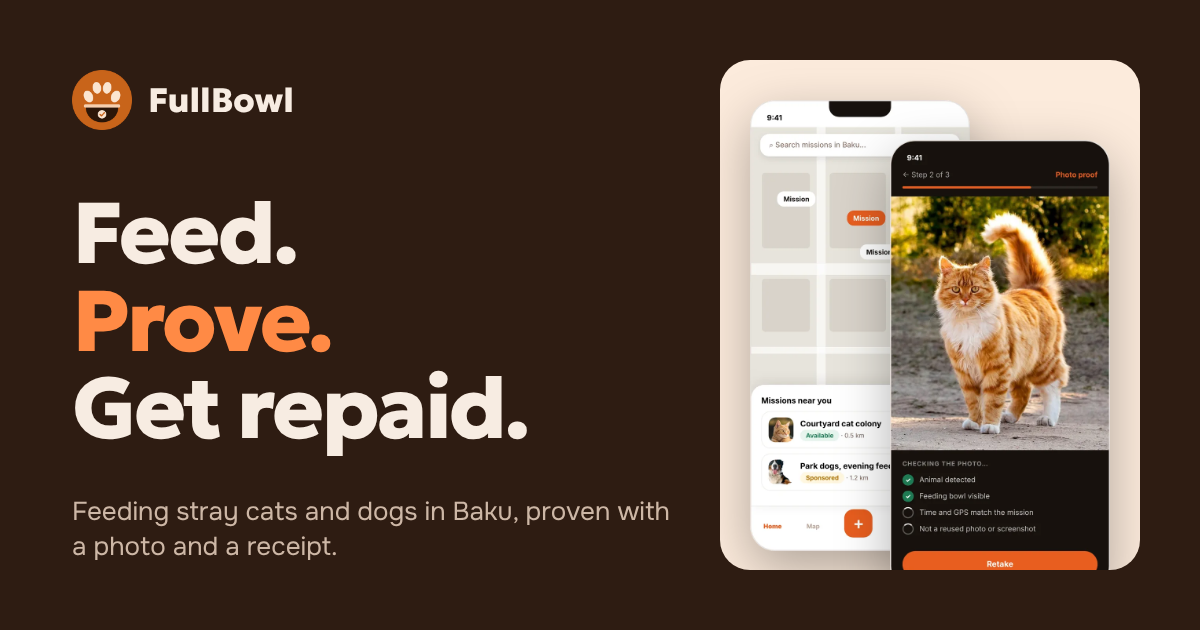 FullBowl
Feed.
Prove.
Get repaid.
Feeding stray cats and dogs in Baku, proven with
a photo and a receipt.
9:41
Search missions in Baku...
Mission
Mission
Mission
Missions near you
Courtyard cat colony
Available · 0.5 km
Park dogs, evening
Sponsored · 1.2 km
Home
Map
+
9:41
← Step 2 of 3
Photo proof
CHECKING THE PHOTO...
Animal detected
Feeding bowl visible
Time and GPS match the mission
Not a reused photo or screenshot
Retake